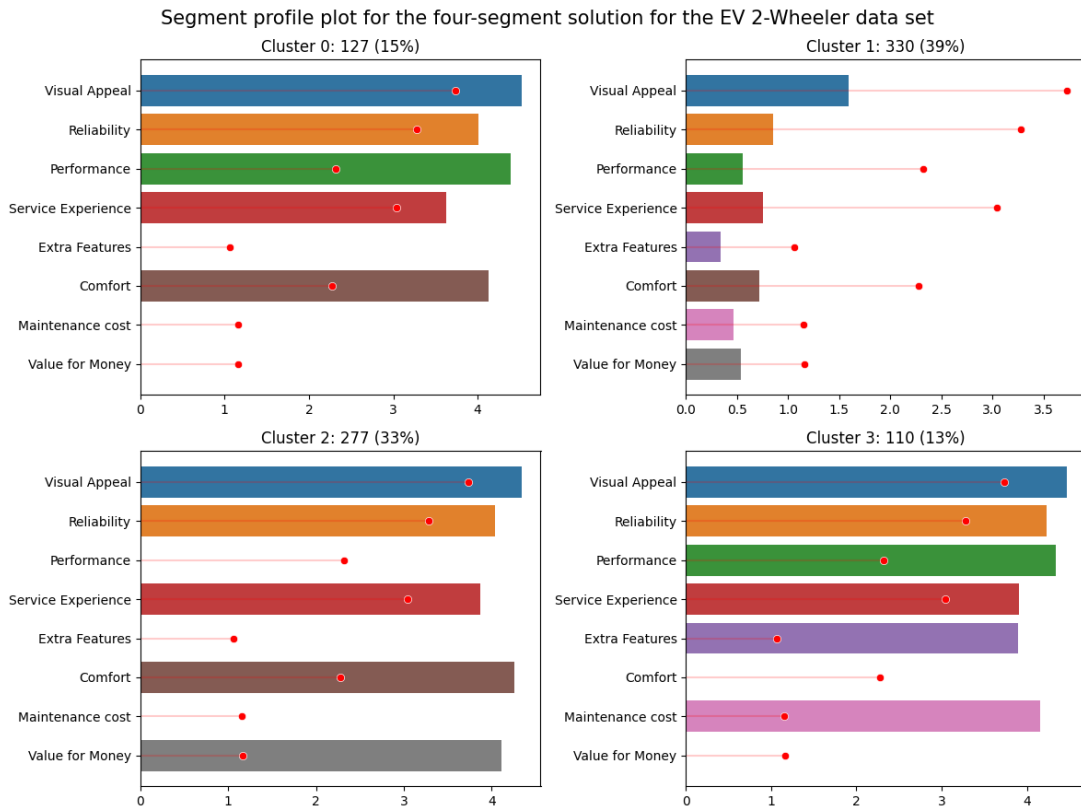 Segment profile plot for the four-segment solution for the EV 2-Wheeler data set
Cluster 0: 127 (15%)
Visual Appeal
Reliability
Performance
Service Experience
Extra Features
Comfort
Maintenance cost
Value for Money
0 1 2 3 4
Cluster 1: 330 (39%)
Visual Appeal
Reliability
Performance
Service Experience
Extra Features
Comfort
Maintenance cost
Value for Money
0.0 0.5 1.0 1.5 2.0 2.5 3.0 3.5
Cluster 2: 277 (33%)
Visual Appeal
Reliability
Performance
Service Experience
Extra Features
Comfort
Maintenance cost
Value for Money
0 1 2 3 4
Cluster 3: 110 (13%)
Visual Appeal
Reliability
Performance
Service Experience
Extra Features
Comfort
Maintenance cost
Value for Money
0 1 2 3 4